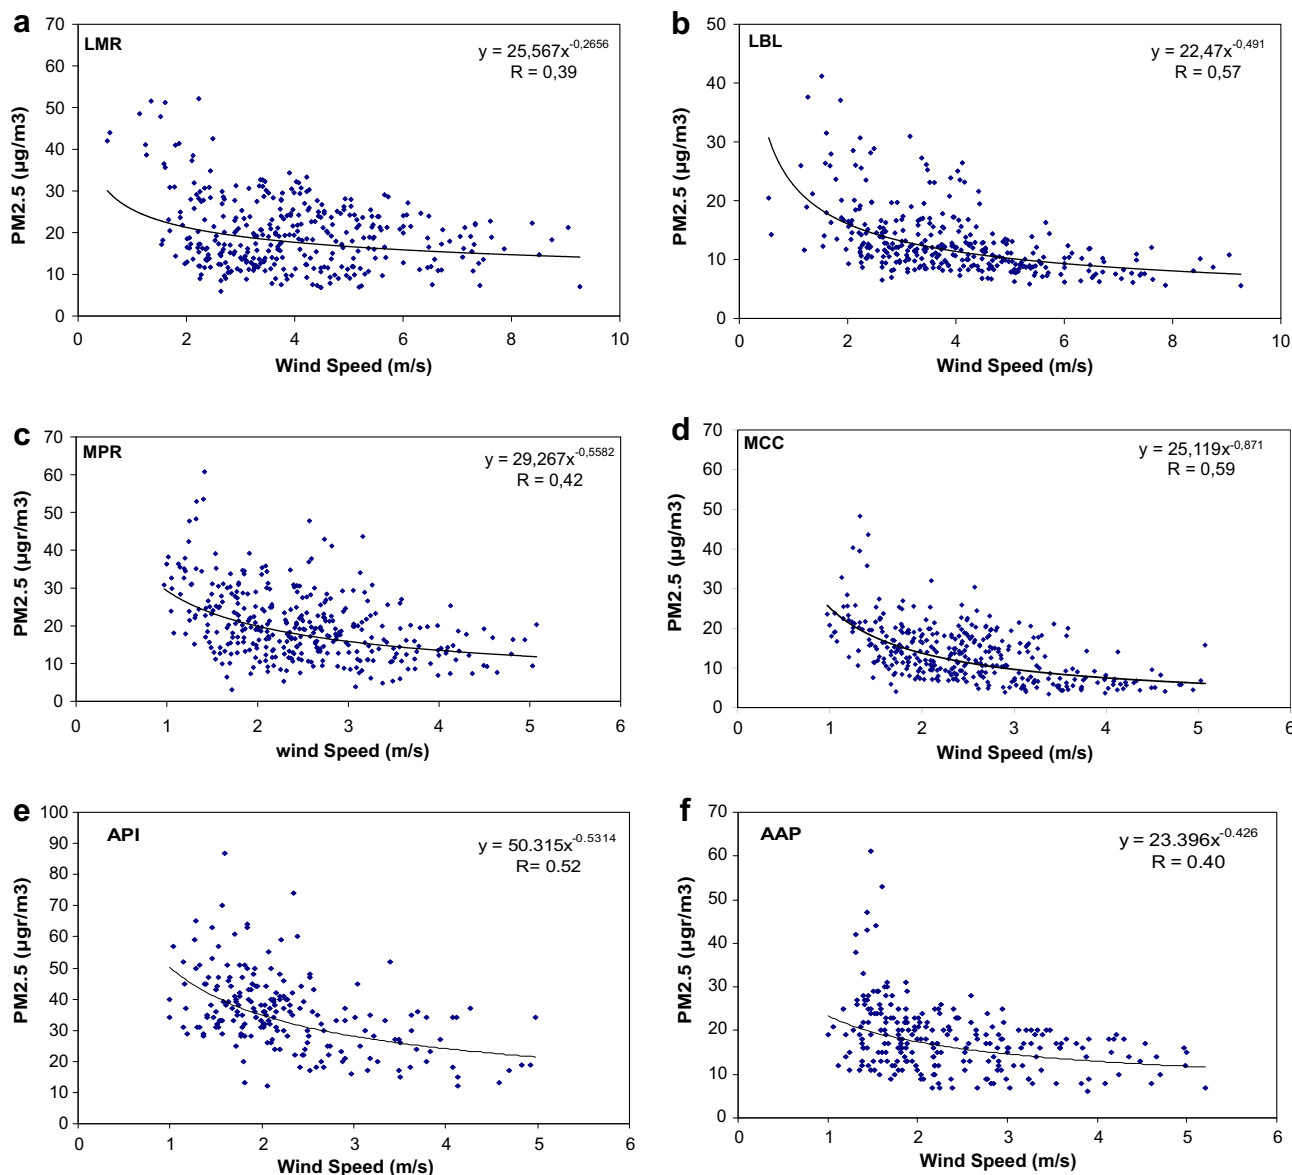 a
LMR
y = 25,567x^-0,2656
R = 0,39
PM2.5 (µg/m3)
70
60
50
40
30
20
10
0
0 2 4 6 8 10
Wind Speed (m/s)
b
LBL
y = 22,47x^-0,491
R = 0,57
PM2.5 (µg/m3)
50
40
30
20
10
0
0 2 4 6 8 10
Wind Speed (m/s)
c
MPR
y = 29,267x^-0,5582
R = 0,42
PM2.5 (µgr/m3)
70
60
50
40
30
20
10
0
0 1 2 3 4 5 6
wind Speed (m/s)
d
MCC
y = 25,119x^-0,871
R = 0,59
PM2.5 (µg/m3)
70
60
50
40
30
20
10
0
0 1 2 3 4 5 6
Wind Speed (m/s)
e
API
y = 50.315x^-0.5314
R= 0.52
PM2.5 (µgr/m3)
100
90
80
70
60
50
40
30
20
10
0
0 1 2 3 4 5 6
Wind Speed (m/s)
f
AAP
y = 23.396x^-0.426
R = 0.40
PM2.5 (µgr/m3)
70
60
50
40
30
20
10
0
0 1 2 3 4 5 6
Wind Speed (m/s)